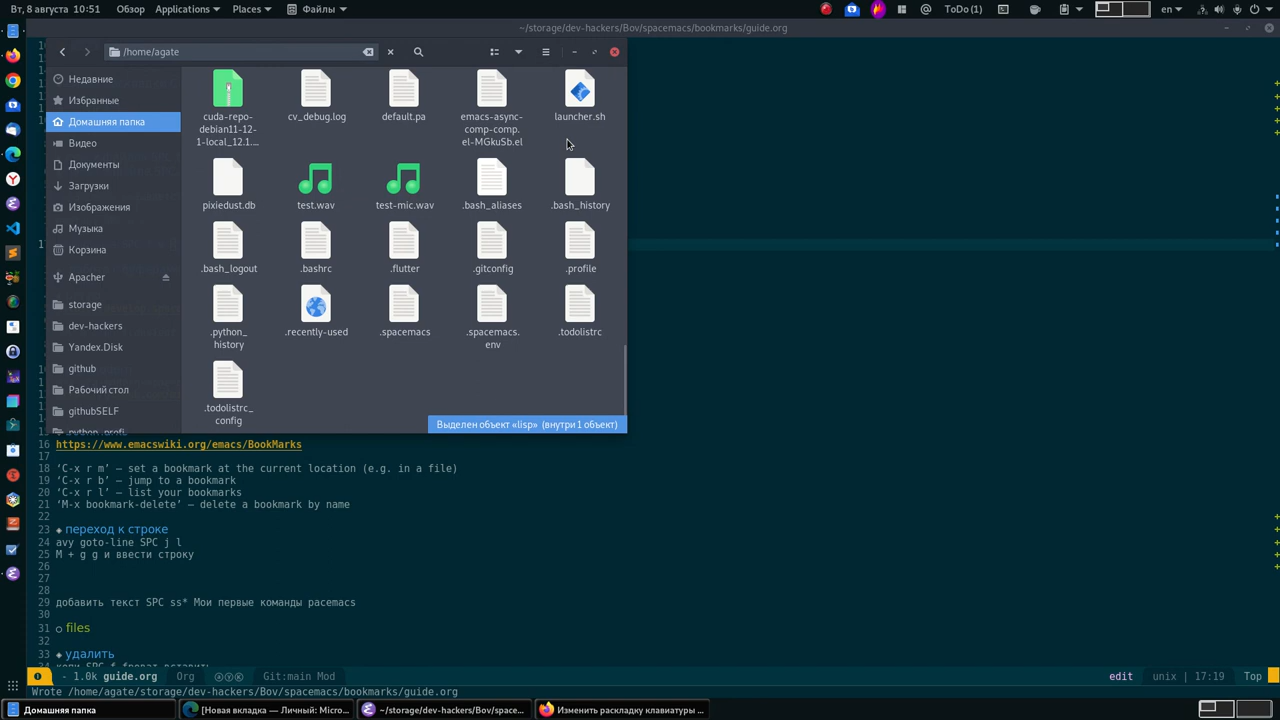 Вт, 8 августа 10:51
Обзор
Applications
Places
Файлы
ToDo (1)
en
~/storage/dev-hackers/Bov/spacemacs/bookmarks/guide.org
/home/agate
Недавние
Избранные
Домашняя папка
Видео
Документы
Загрузки
Изображения
Музыка
Корзина
Apacher
storage
dev-hackers
Yandex.Disk
github
Рабочий стол
githubSELF
cuda-repo-
debian11-12-
1-local_12.1...
cv_debug.log
default.pa
emacs-async-
comp-comp.
el-MGkuSb.el
launcher.sh
pixiedust.db
test.wav
test-mic.wav
.bash_aliases
.bash_history
.bash_logout
.bashrc
.flutter
.gitconfig
.profile
.python_
history
.recently-used
.spacemacs
.spacemacs.
env
.todolistrc
.todolistrc_
config
Выделен объект «lisp» (внутри 1 объект)
16 https://www.emacswiki.org/emacs/BookMarks
17
18 ‘C-x r m’ – set a bookmark at the current location (e.g. in a file)
19 ‘C-x r b’ – jump to a bookmark
20 ‘C-x r l’ – list your bookmarks
21 ‘M-x bookmark-delete’ – delete a bookmark by name
22
23 переход к строке
24 avy goto-line SPC j l
25 M + g g и ввести строку
26
27
28
29 добавить текст SPC ss* Мои первые команды pacemacs
30
31 files
32
33 удалить
- 1.0k guide.org Org Git:main Mod
edit unix | 17:19 Top
Wrote /home/agate/storage/dev-hackers/Bov/spacemacs/bookmarks/guide.org
Домашняя папка
[Новая вкладка — Личный: Micro...
~/storage/dev-hackers/Bov/space...
Изменить раскладку клавиатуры ...